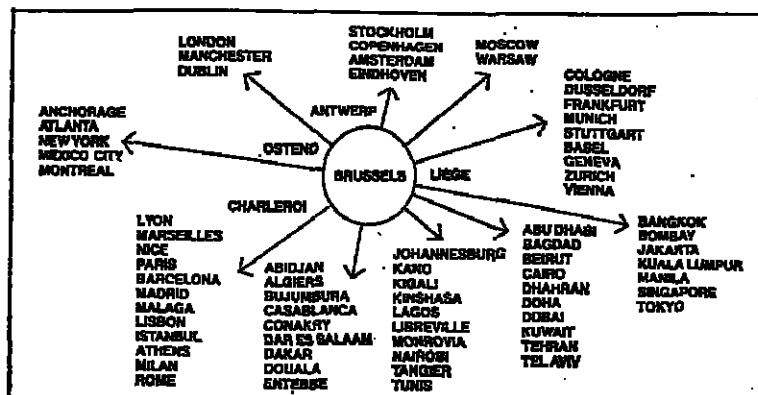 LONDON
MANCHESTER
DUBLIN
STOCKHOLM
COPENHAGEN
AMSTERDAM
EINDHOVEN
MOSCOW
WARSAW
COLOGNE
DUSSELDORF
FRANKFURT
MUNICH
STUTTGART
BASEL
GENEVA
ZURICH
VIENNA
ANCHORAGE
ATLANTA
NEW YORK
MEXICO CITY
MONTREAL
ANTWERP
OSTEND
BRUSSELS
LIEGE
CHARLEROI
LYON
MARSEILLES
NICE
PARIS
BARCELONA
MADRID
MALAGA
LISBON
ISTANBUL
ATHENS
MILAN
ROME
ABIDJAN
ALGIERS
BUJUMBURA
CASABLANCA
CONAKRY
DAR ES SALAAM
DAKAR
DOUALA
ENTEBBE
JOHANNESBURG
KANO
KIGALI
KINSHASA
LAGOS
LIBREVILLE
MONROVIA
NAIROBI
TANGIER
TUNIS
ABU DHABI
BAGDAD
BEIRUT
CAIRO
DHAHRAN
DOHA
DUBAI
KUWAIT
TEHRAN
TEL AVIV
BANGKOK
BOMBAY
JAKARTA
KUALA LUMPUR
MANILA
SINGAPORE
TOKYO